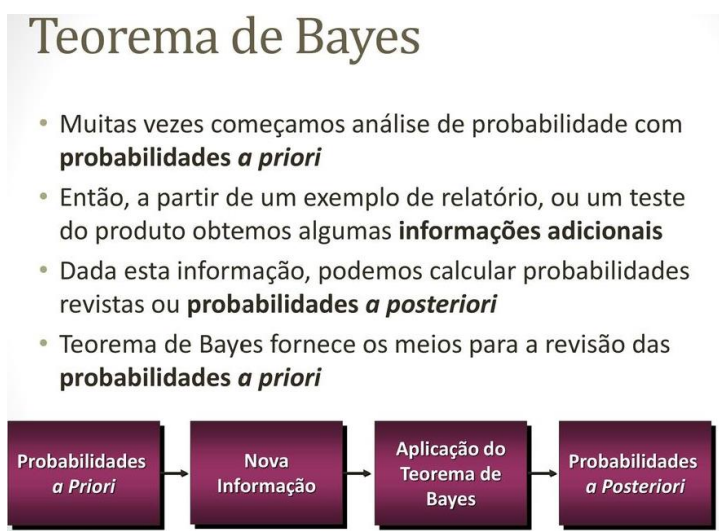 Teorema de Bayes
• Muitas vezes começamos análise de probabilidade com
probabilidades a priori
• Então, a partir de um exemplo de relatório, ou um teste
do produto obtemos algumas informações adicionais
• Dada esta informação, podemos calcular probabilidades
revistas ou probabilidades a posteriori
• Teorema de Bayes fornece os meios para a revisão das
probabilidades a priori
Probabilidades
a Priori
Nova
Informação
Aplicação do
Teorema de
Bayes
Probabilidades
a Posteriori